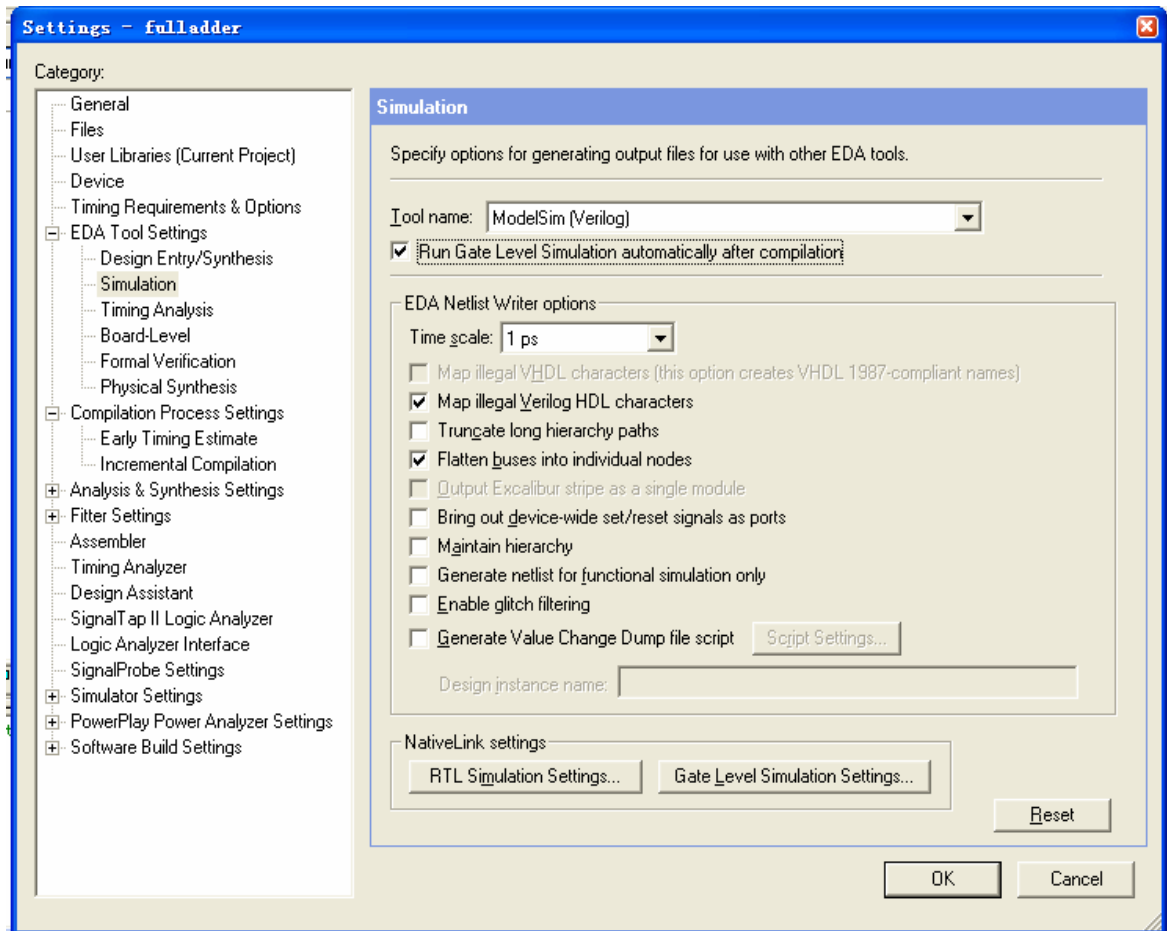 Settings - fulladder
Category:
General
Files
User Libraries (Current Project)
Device
Timing Requirements & Options
EDA Tool Settings
Design Entry/Synthesis
Simulation
Timing Analysis
Board-Level
Formal Verification
Physical Synthesis
Compilation Process Settings
Early Timing Estimate
Incremental Compilation
Analysis & Synthesis Settings
Fitter Settings
Assembler
Timing Analyzer
Design Assistant
SignalTap II Logic Analyzer
Logic Analyzer Interface
SignalProbe Settings
Simulator Settings
PowerPlay Power Analyzer Settings
Software Build Settings
Simulation
Specify options for generating output files for use with other EDA tools.
Tool name: ModelSim (Verilog)
Run Gate Level Simulation automatically after compilation
EDA Netlist Writer options
Time scale: 1 ps
Map illegal VHDL characters (this option creates VHDL 1987-compliant names)
Map illegal Verilog HDL characters
Truncate long hierarchy paths
Flatten buses into individual nodes
Output Excalibur stripe as a single module
Bring out device-wide set/reset signals as ports
Maintain hierarchy
Generate netlist for functional simulation only
Enable glitch filtering
Generate Value Change Dump file script Script Settings...
Design instance name:
NativeLink settings
RTL Simulation Settings... Gate Level Simulation Settings...
Reset
OK Cancel